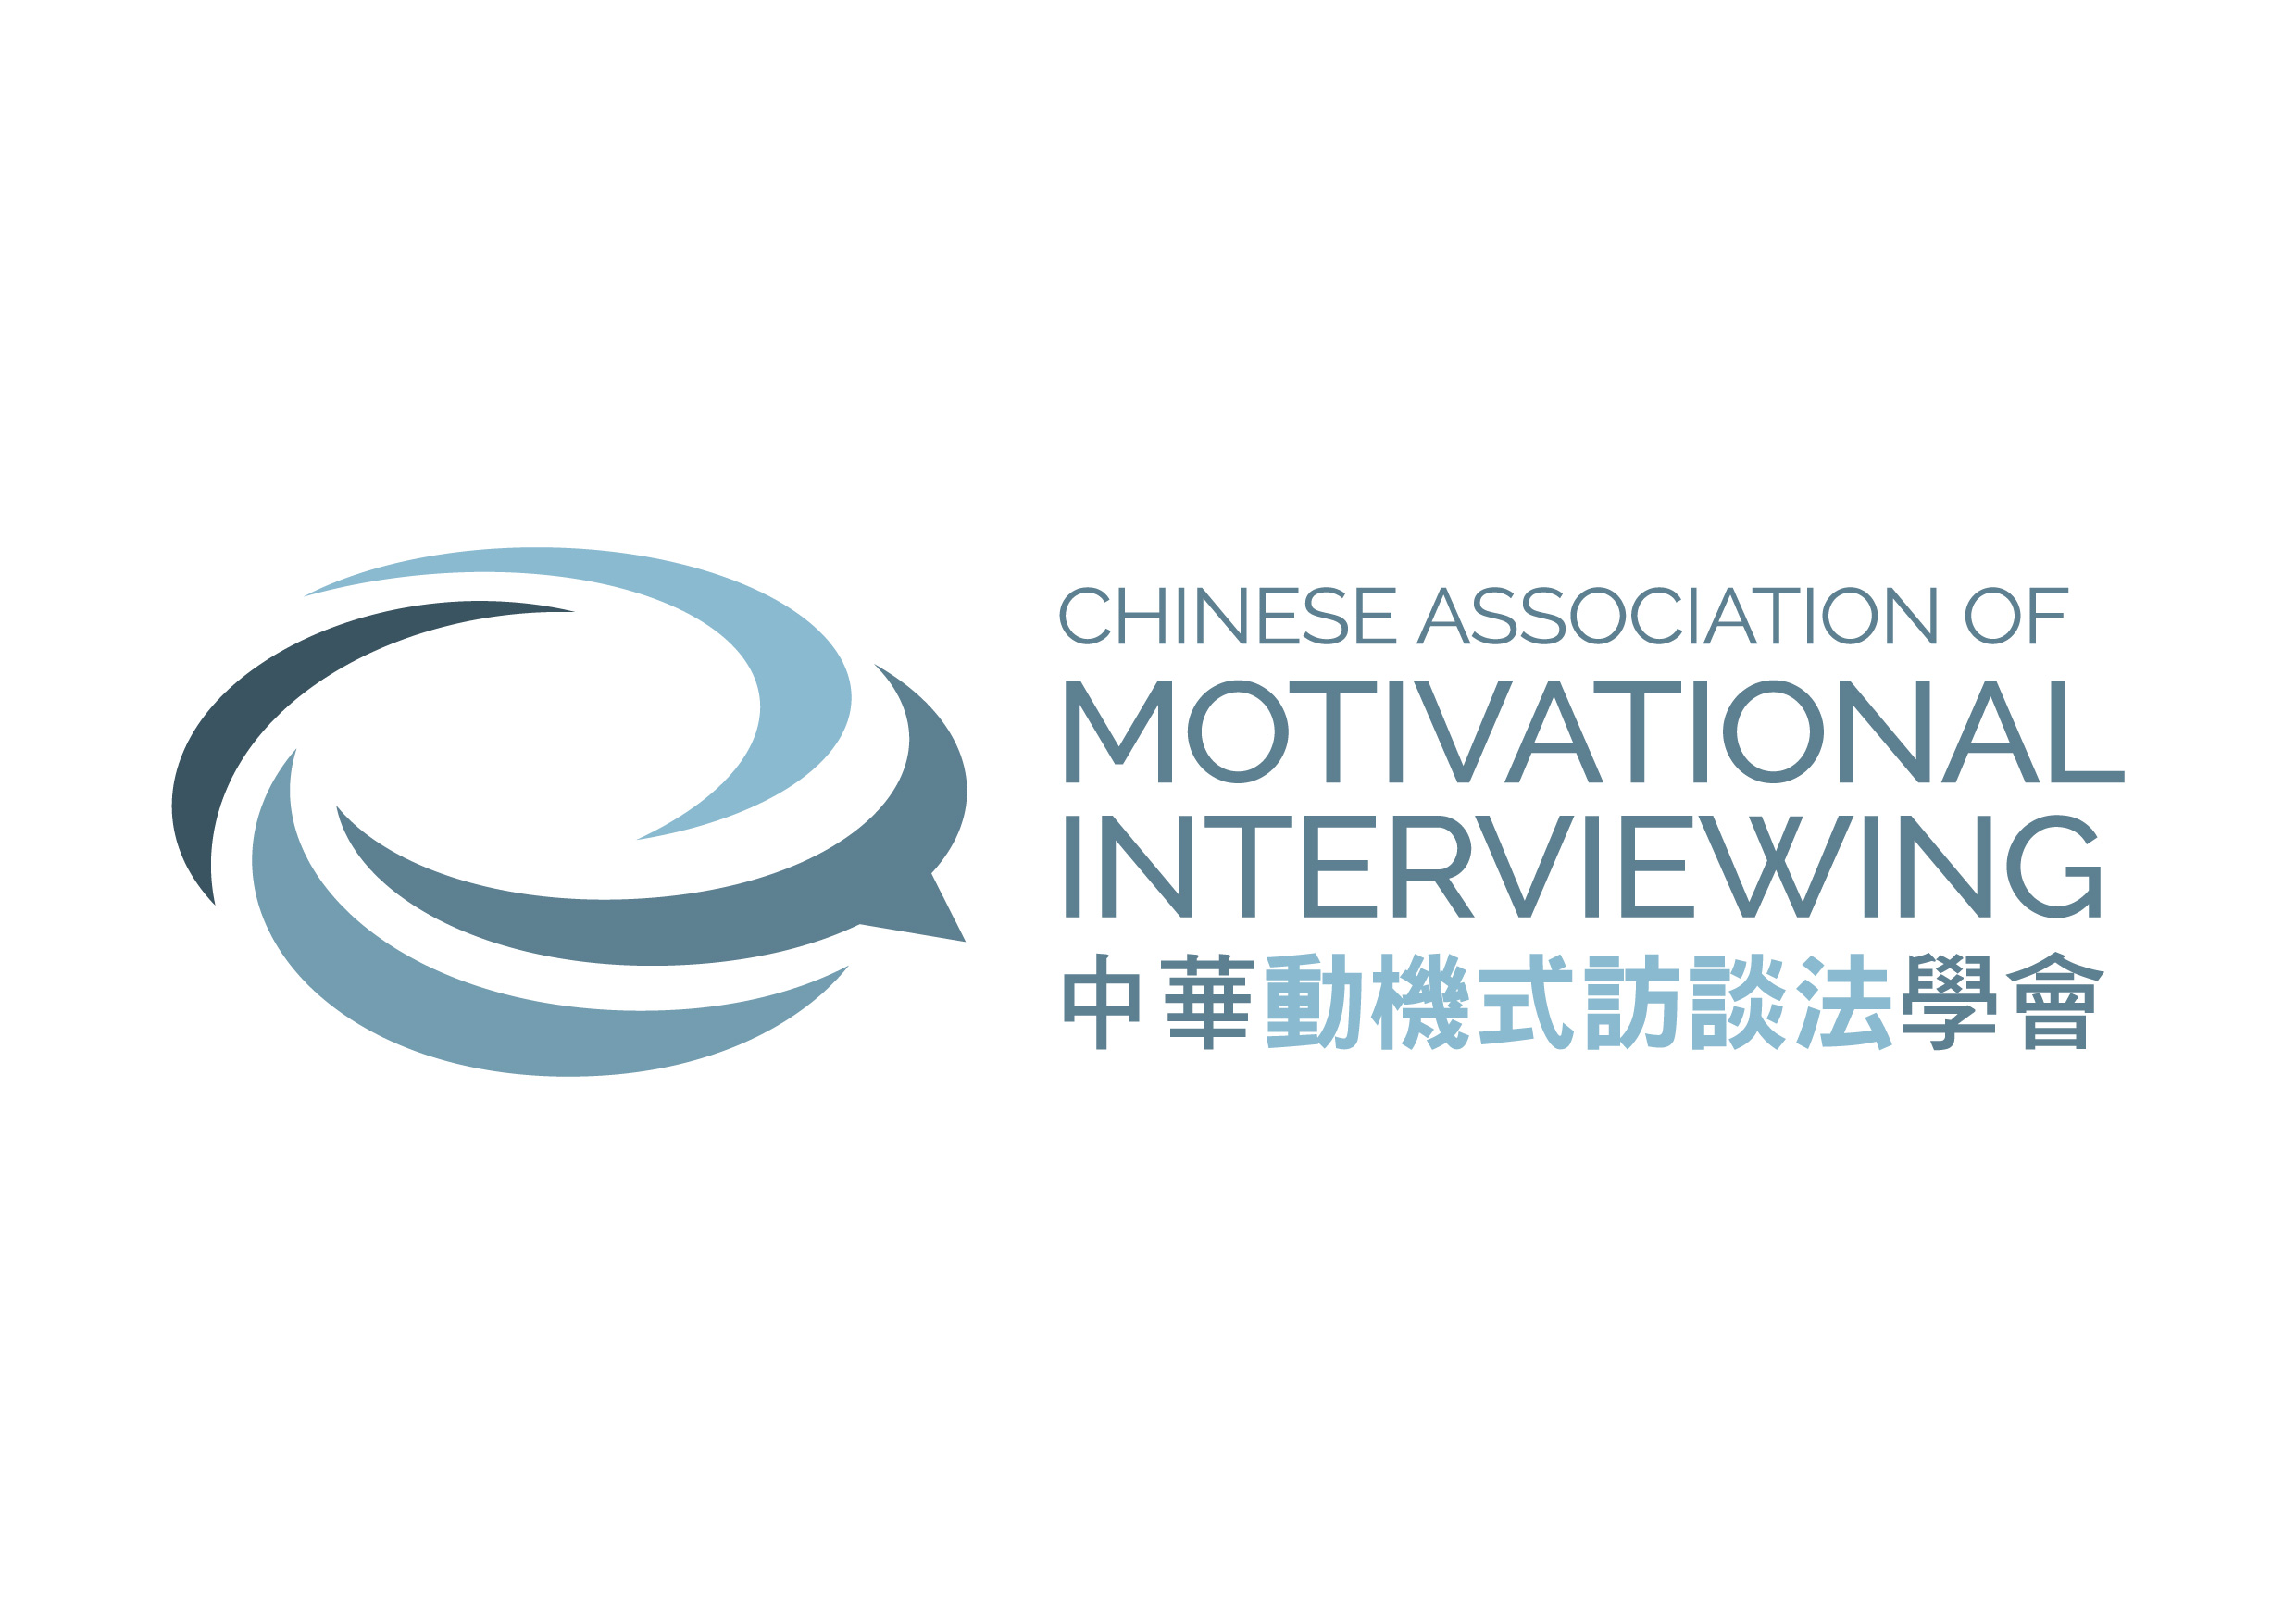 CHINESE ASSOCIATION OF
MOTIVATIONAL
INTERVIEWING
中華動機式訪談法學會